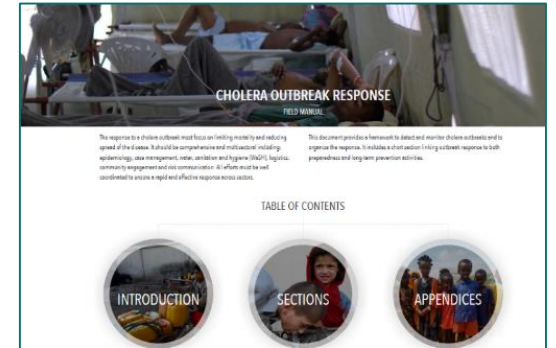 CHOLERA OUTBREAK RESPONSE
FIELD MANUAL
The response to a cholera outbreak must focus on limiting mortality and reducing
spread of the disease. It should be comprehensive and multisectoral including:
epidemiology, case management, water, sanitation and hygiene (WaSH), logistics,
community engagement and risk communication. All efforts must be well
coordinated to ensure a rapid and effective response across sectors.
This document provides a framework to detect and monitor cholera outbreaks and to
organize the response. It includes a short section linking outbreak response to both
preparedness and long-term prevention activities.
TABLE OF CONTENTS
INTRODUCTION
SECTIONS
APPENDICES